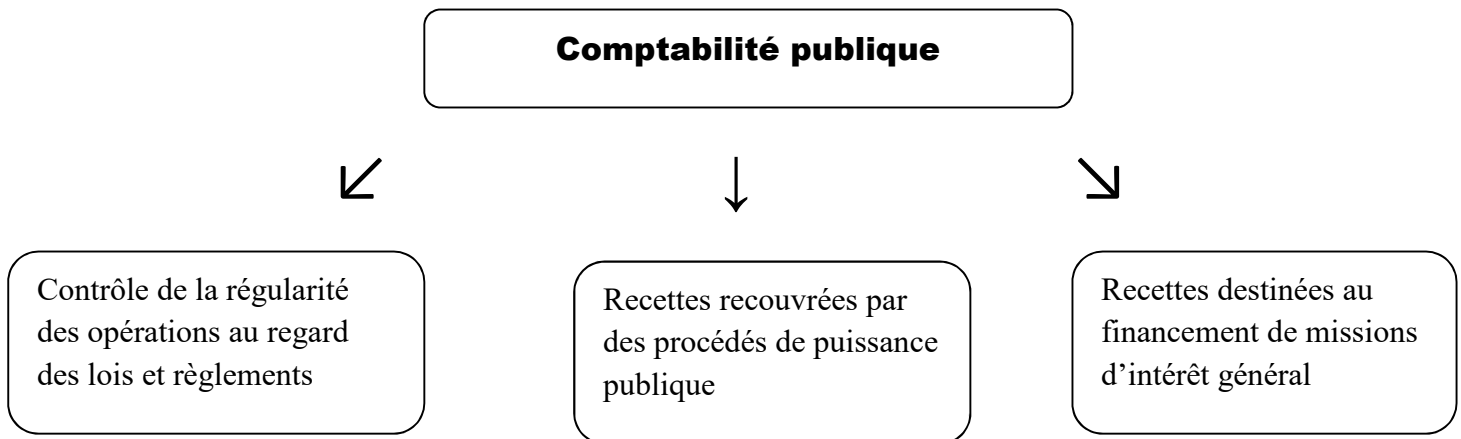 Comptabilité publique
Contrôle de la régularité
des opérations au regard
des lois et règlements
Recettes recouvrées par
des procédés de puissance
publique
Recettes destinées au
financement de missions
d’intérêt général